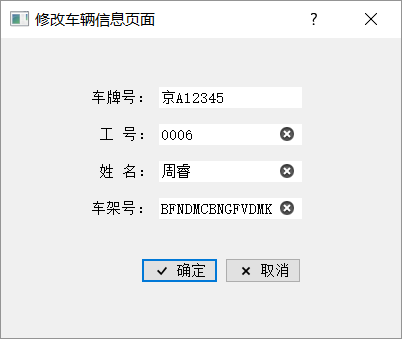 修改车辆信息页面
车牌号： 京A12345
工 号： 0006
姓 名： 周睿
车架号： BFNDMCBNGFVDMK
确定 取消